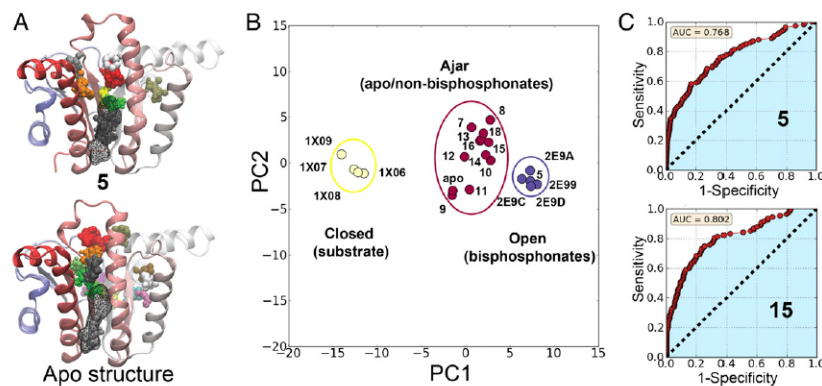 A
5
Apo structure
B
15
10
5
0
−5
−10
−15
−20
−20 −15 −10 −5 0 5 10 15
PC2
PC1
Ajar
(apo/non-bisphosphonates)
1X09
1X07
1X06
1X08
Closed
(substrate)
8
7
18
13
16
15
12
14
10
apo
11
9
2E9A
5
2E99
2E9C
2E9D
Open
(bisphosphonates)
C
AUC = 0.768
1.0
0.8
0.6
0.4
0.2
0.0
0.0 0.2 0.4 0.6 0.8 1.0
Sensitivity
1-Specificity
5
AUC = 0.802
1.0
0.8
0.6
0.4
0.2
0.0
0.0 0.2 0.4 0.6 0.8 1.0
Sensitivity
1-Specificity
15